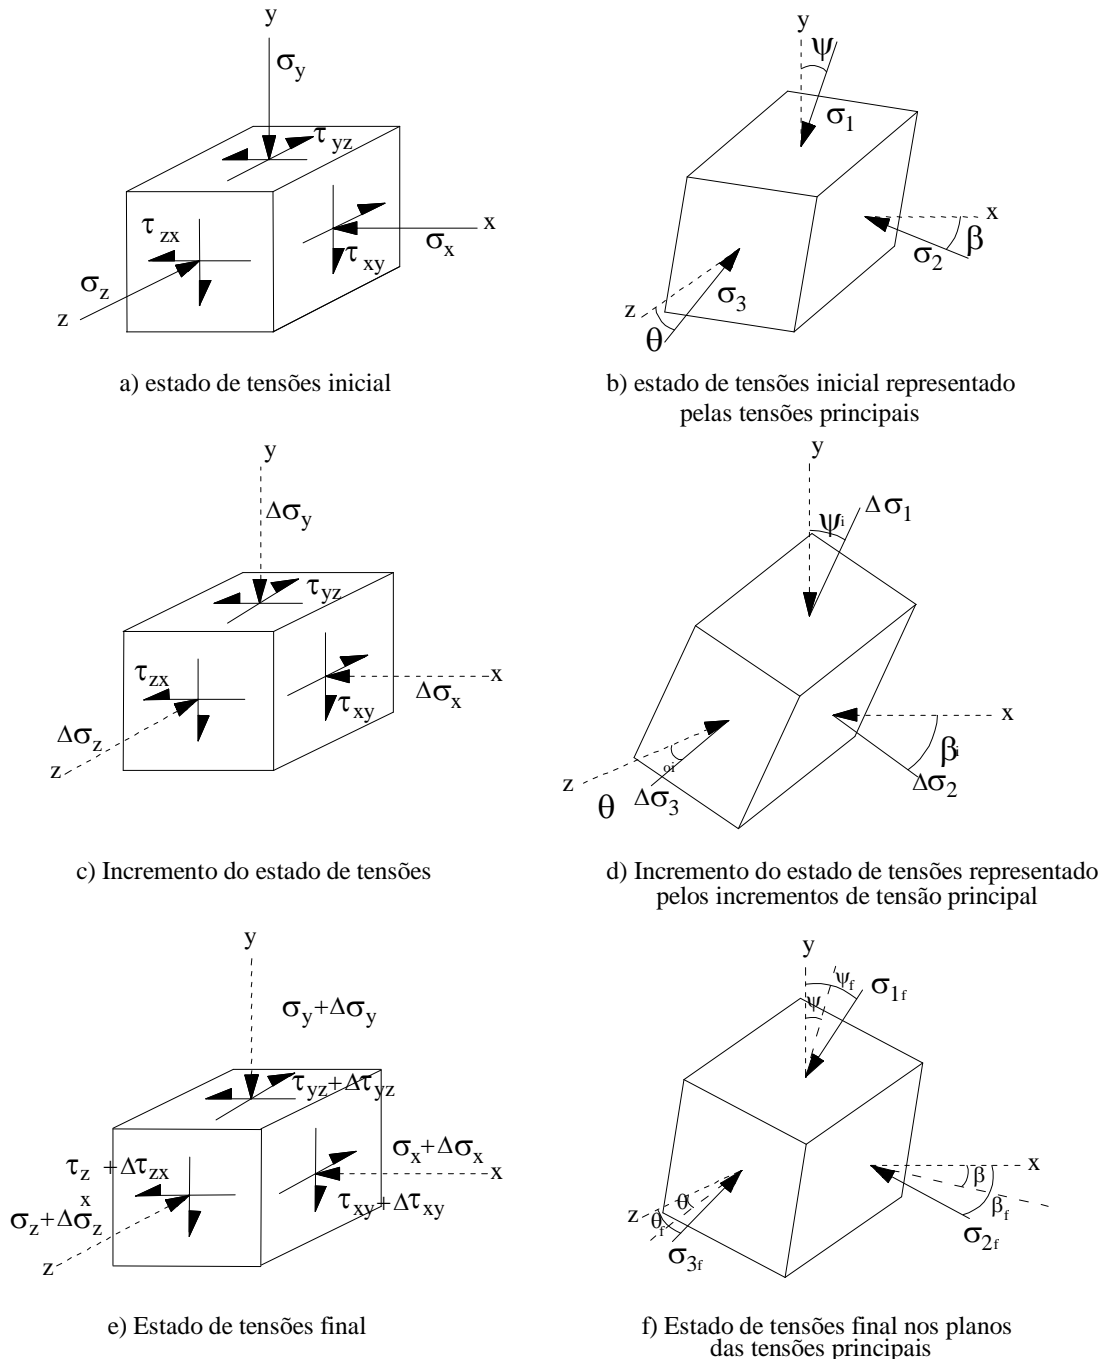 y
σy
τyz
x
σx
τzx
τxy
σz
z
a) estado de tensões inicial
y
ψ
σ1
x
β
σ2
z
σ3
θ
b) estado de tensões inicial representado
pelas tensões principais
y
Δσy
τyz
x
Δσx
τzx
τxy
Δσz
z
c) Incremento do estado de tensões
y
ψi
Δσ1
x
βi
Δσ2
z
oi
θ
Δσ3
d) Incremento do estado de tensões representado
pelos incrementos de tensão principal
y
σy+Δσy
τyz+Δτyz
σx+Δσx
x
τz +Δτzx
x
τxy+Δτxy
σz+Δσz
z
e) Estado de tensões final
y
ψf
σ1f
ψ
x
β
βf
σ2f
z
θ
θf
σ3f
f) Estado de tensões final nos planos
das tensões principais